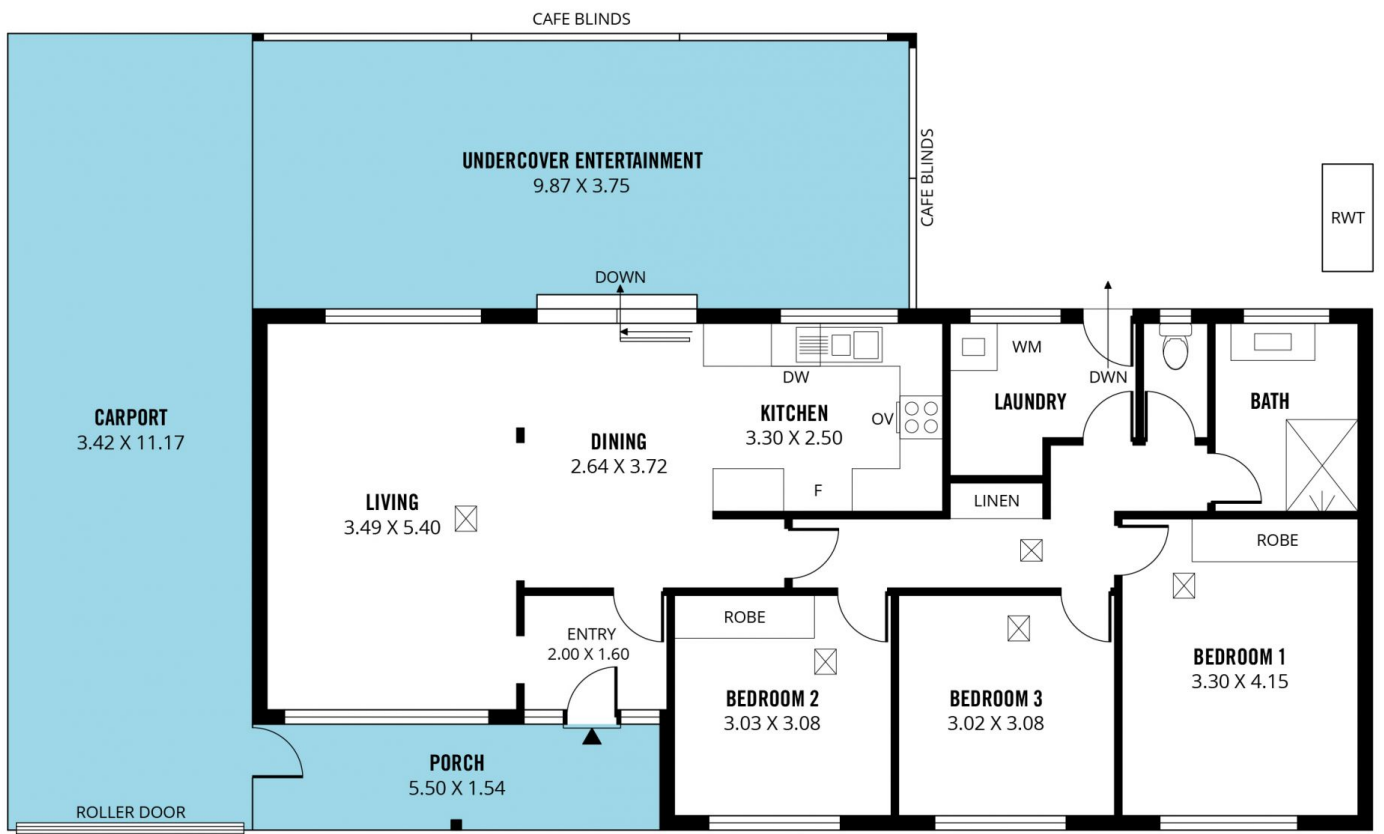 CAFE BLINDS
UNDERCOVER ENTERTAINMENT
9.87 X 3.75
CAFE BLINDS
RWT
DOWN
CARPORT
3.42 X 11.17
LIVING
3.49 X 5.40
DINING
2.64 X 3.72
DW
KITCHEN
3.30 X 2.50
OV
F
WM
LAUNDRY
DWN
BATH
LINEN
ROBE
ENTRY
2.00 X 1.60
ROBE
BEDROOM 2
3.03 X 3.08
BEDROOM 3
3.02 X 3.08
BEDROOM 1
3.30 X 4.15
PORCH
5.50 X 1.54
ROLLER DOOR